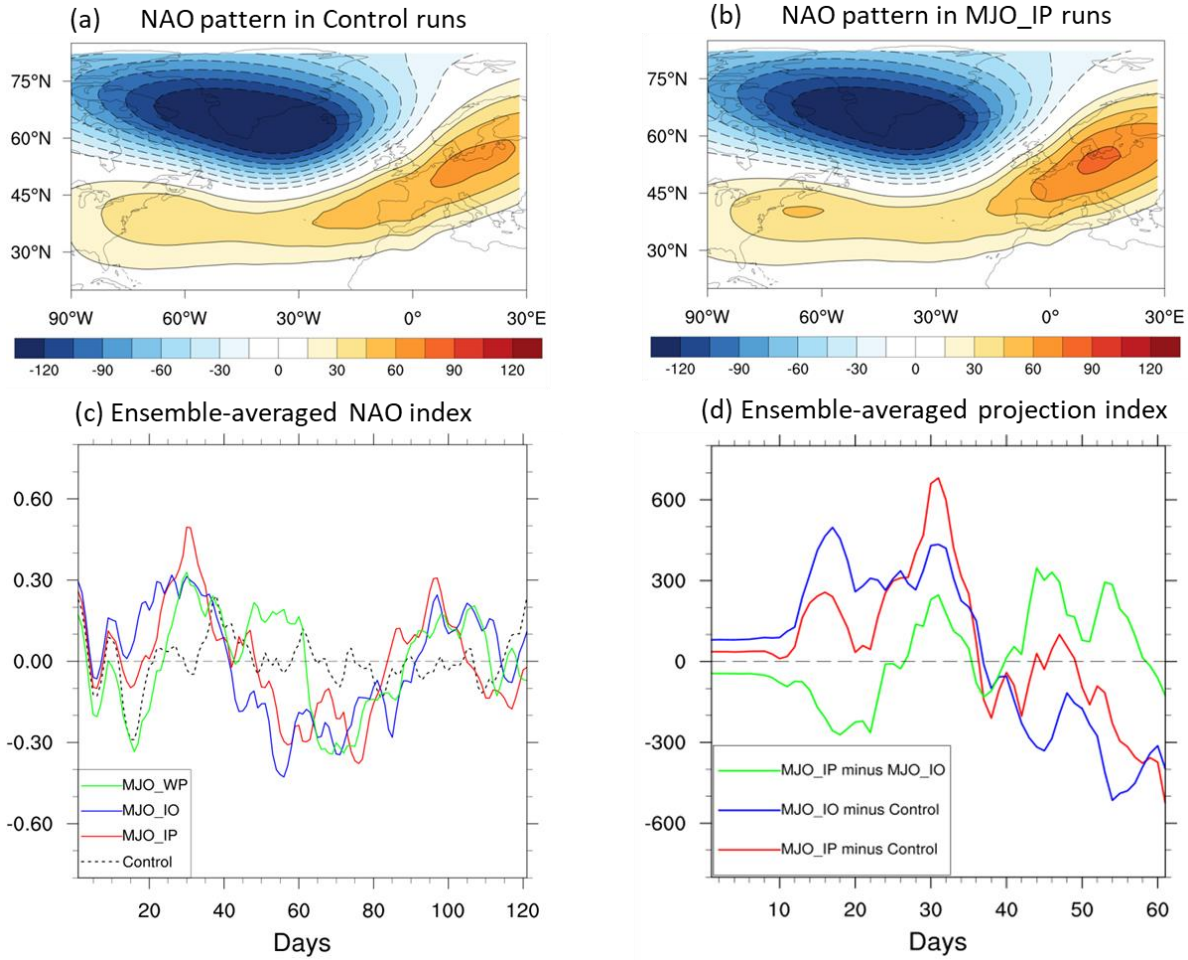 (a) NAO pattern in Control runs
(b) NAO pattern in MJO_IP runs
75°N
60°N
45°N
30°N
90°W 60°W 30°W 0° 30°E
-120 -90 -60 -30 0 30 60 90 120
75°N
60°N
45°N
30°N
90°W 60°W 30°W 0° 30°E
-120 -90 -60 -30 0 30 60 90 120
(c) Ensemble-averaged NAO index
0.60
0.30
0.00
-0.30
-0.60
MJO_WP
MJO_IO
MJO_IP
Control
20 40 60 80 100 120
Days
(d) Ensemble-averaged projection index
600
300
0
-300
-600
MJO_IP minus MJO_IO
MJO_IO minus Control
MJO_IP minus Control
10 20 30 40 50 60
Days